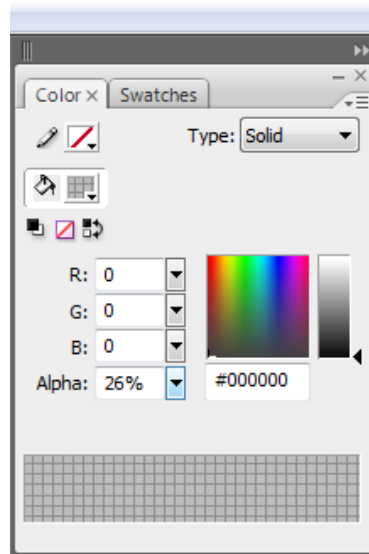 Color × Swatches
Type: Solid
R: 0
G: 0
B: 0
Alpha: 26% #000000